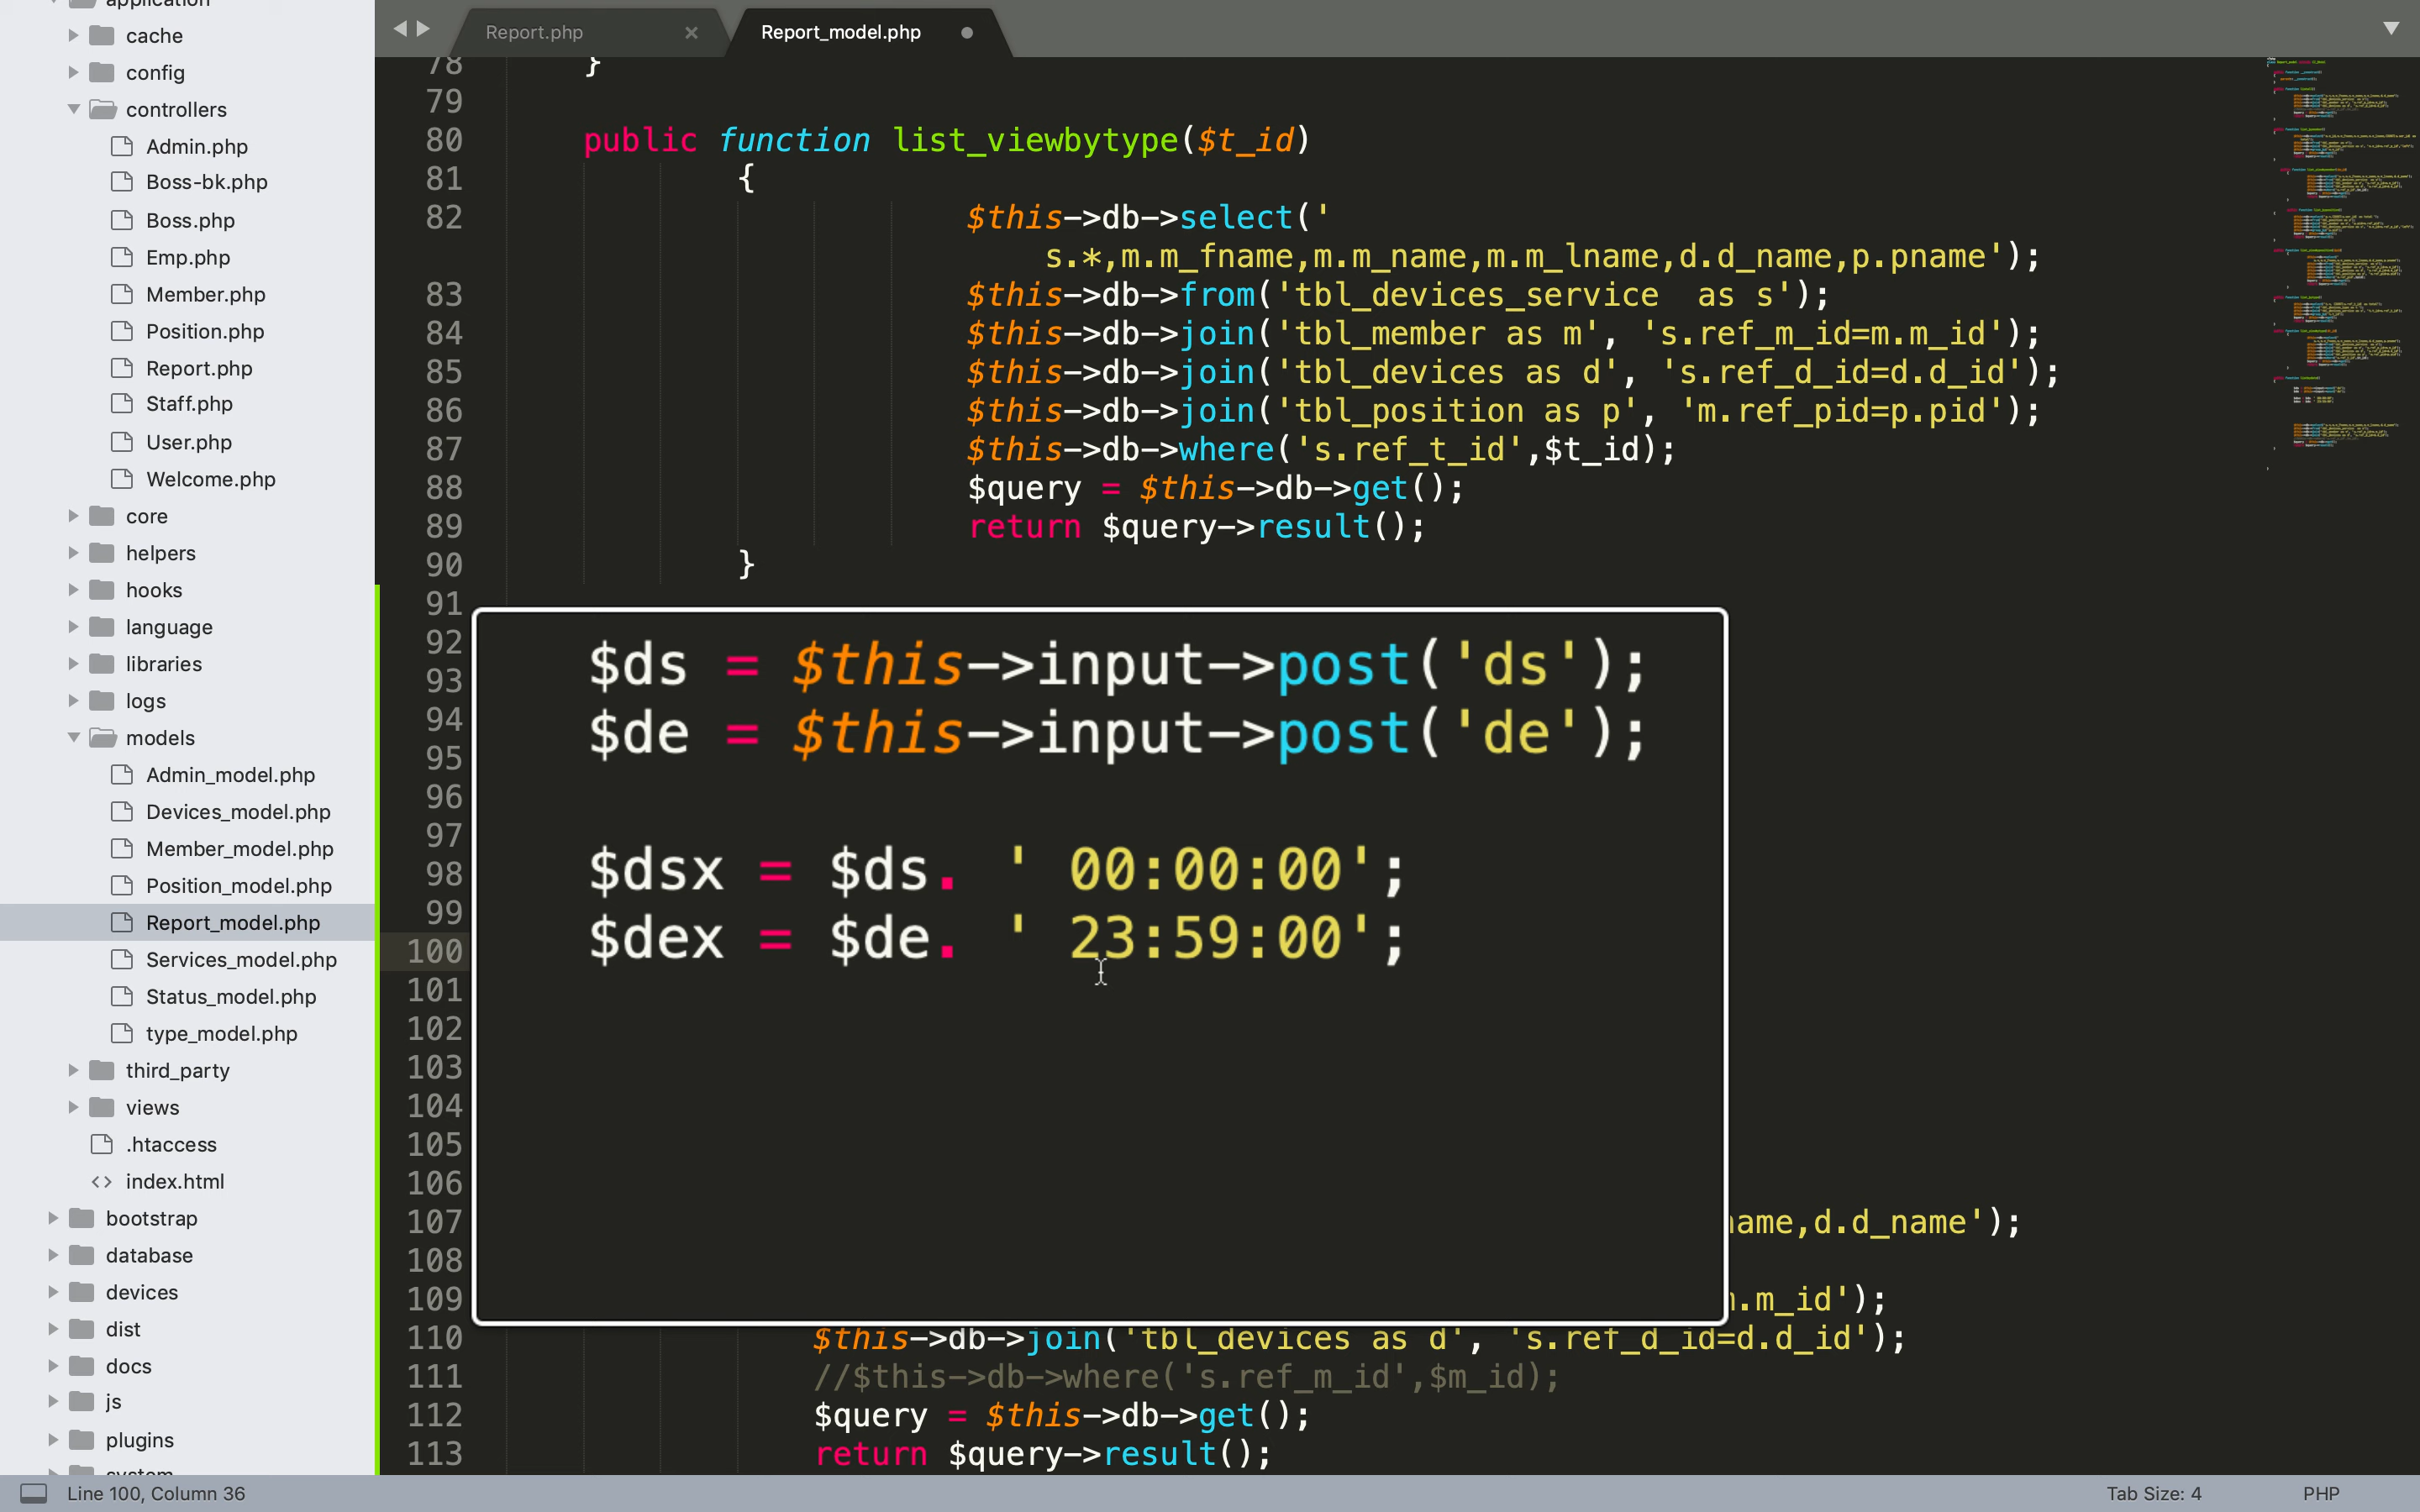 application
cache
config
controllers
Admin.php
Boss-bk.php
Boss.php
Emp.php
Member.php
Position.php
Report.php
Staff.php
User.php
Welcome.php
core
helpers
hooks
language
libraries
logs
models
Admin_model.php
Devices_model.php
Member_model.php
Position_model.php
Report_model.php
Services_model.php
Status_model.php
type_model.php
third_party
views
.htaccess
<> index.html
bootstrap
database
devices
dist
docs
js
plugins
system
Report.php × Report_model.php
78 }
79
80 public function list_viewbytype($t_id)
81 {
82 $this->db->select('
s.*,m.m_fname,m.m_name,m.m_lname,d.d_name,p.pname');
83 $this->db->from('tbl_devices_service  as s');
84 $this->db->join('tbl_member as m', 's.ref_m_id=m.m_id');
85 $this->db->join('tbl_devices as d', 's.ref_d_id=d.d_id');
86 $this->db->join('tbl_position as p', 'm.ref_pid=p.pid');
87 $this->db->where('s.ref_t_id',$t_id);
88 $query = $this->db->get();
89 return $query->result();
90 }
91
92
93
94
95
96
97
98
99
100
101
102
103
104
105
106
107 name,d.d_name');
108
109 m.m_id');
110 $this->db->join('tbl_devices as d', 's.ref_d_id=d.d_id');
111 //$this->db->where('s.ref_m_id',$m_id);
112 $query = $this->db->get();
113 return $query->result();
$ds = $this->input->post('ds');
$de = $this->input->post('de');
$dsx = $ds. ' 00:00:00';
$dex = $de. ' 23:59:00';
Line 100, Column 36
Tab Size: 4
PHP